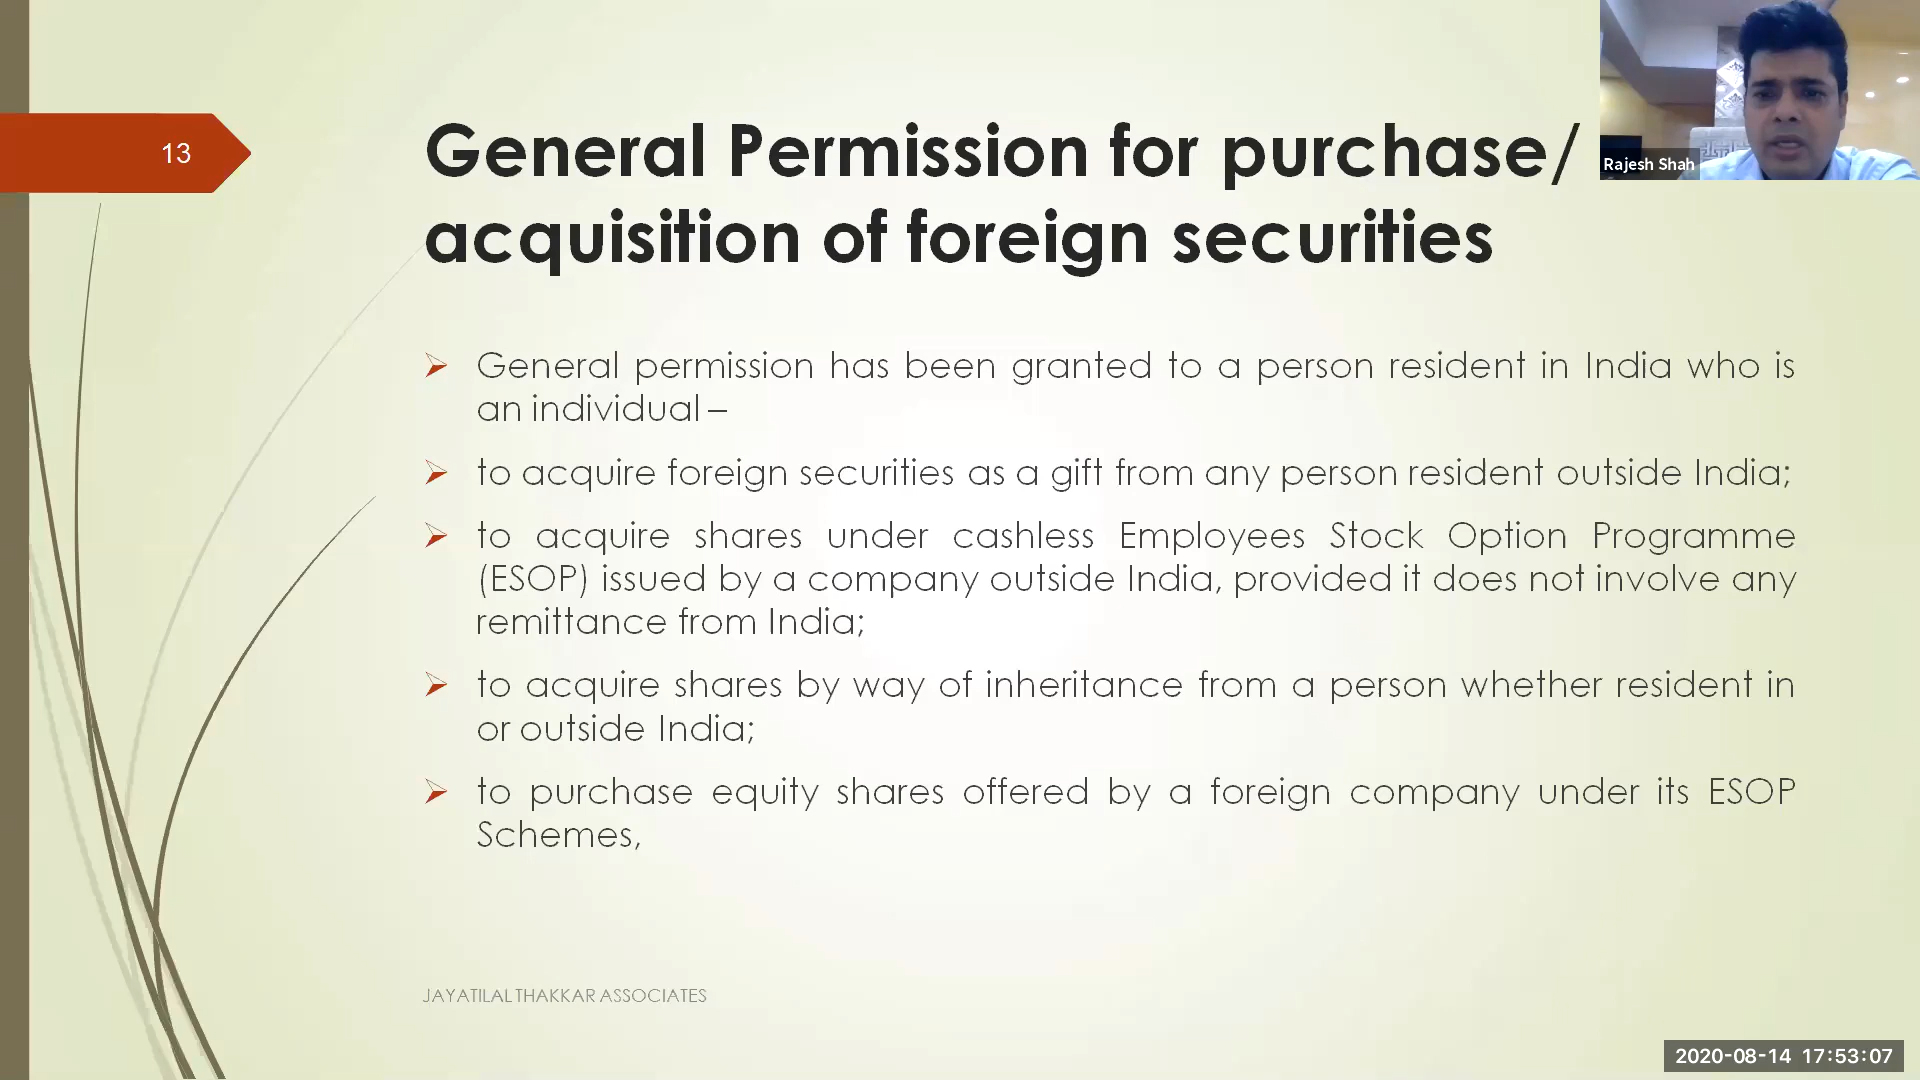 13
General Permission for purchase/
acquisition of foreign securities
Rajesh Shah
General permission has been granted to a person resident in India who is
an individual –
to acquire foreign securities as a gift from any person resident outside India;
to acquire shares under cashless Employees Stock Option Programme
(ESOP) issued by a company outside India, provided it does not involve any
remittance from India;
to acquire shares by way of inheritance from a person whether resident in
or outside India;
to purchase equity shares offered by a foreign company under its ESOP
Schemes,
JAYATILAL THAKKAR ASSOCIATES
2020-08-14 17:53:07